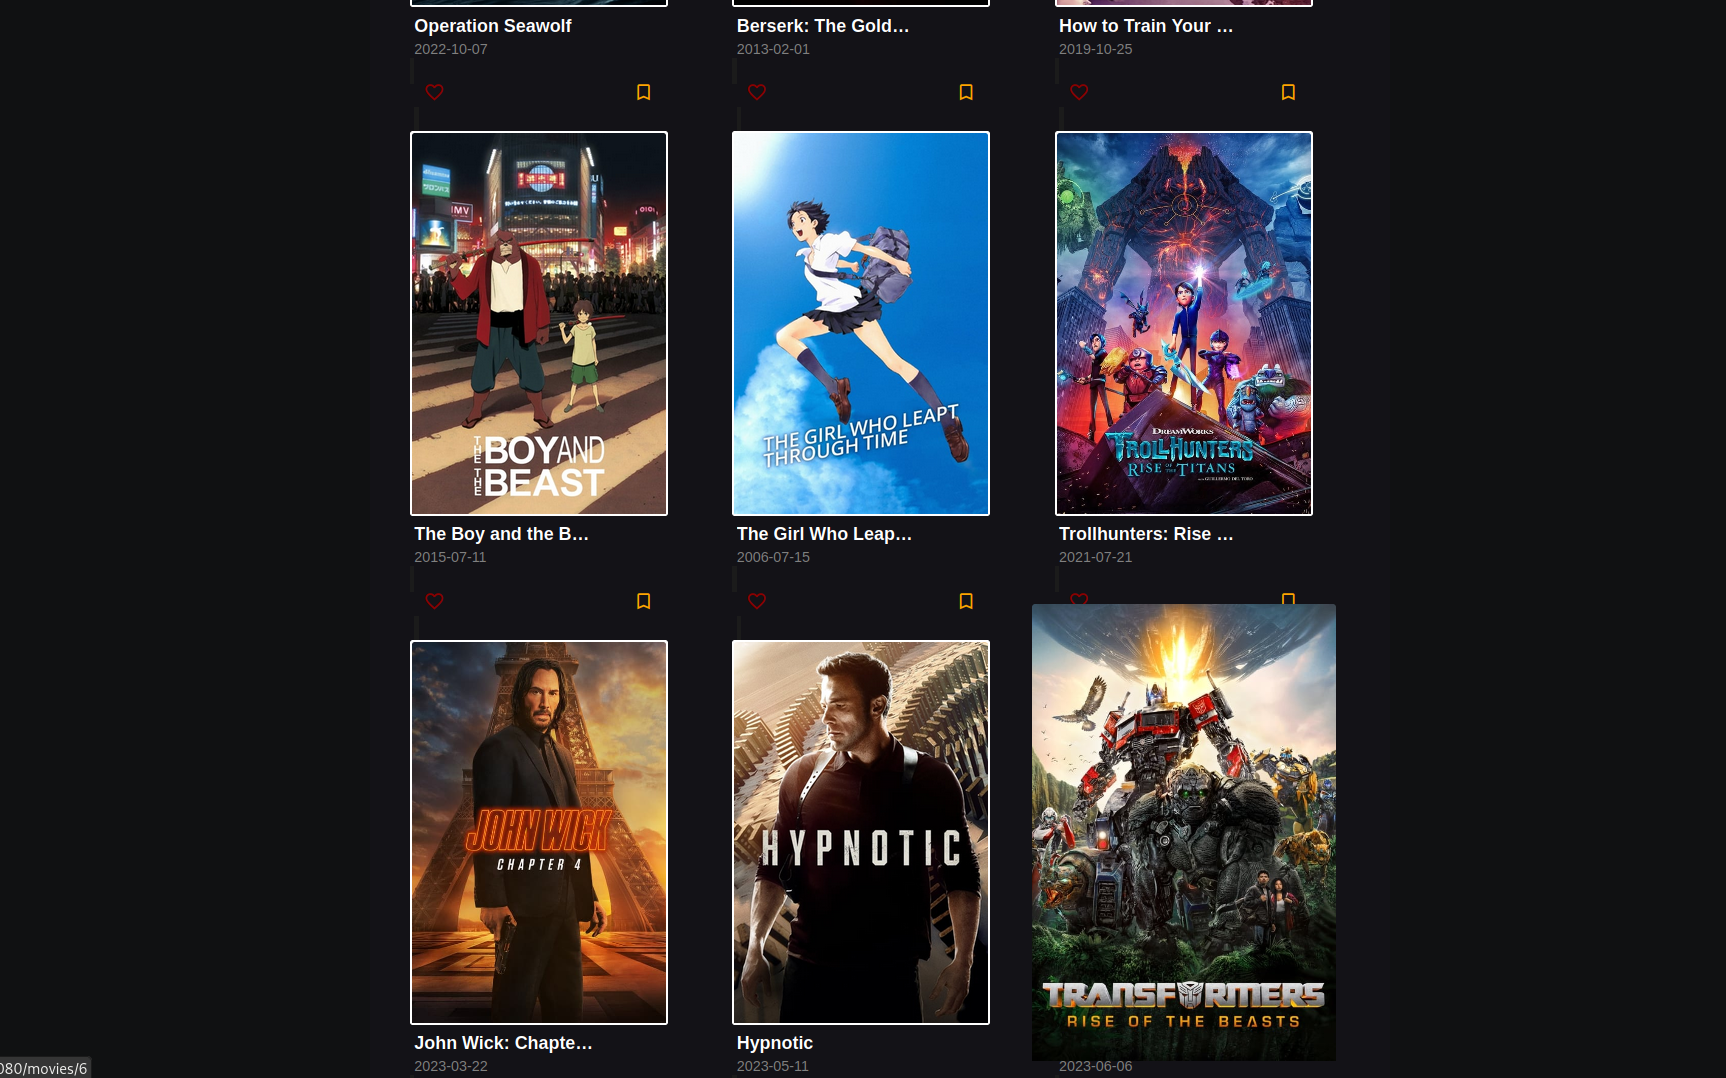 Operation Seawolf
Berserk: The Gold...
How to Train Your ...
2022-10-07
2013-02-01
2019-10-25
IMV
THE BOY AND
THE BEAST
THE GIRL WHO LEAPT
THROUGH TIME
DREAMWORKS
TROLLHUNTERS
RISE OF THE TITANS
The Boy and the B...
The Girl Who Leap...
Trollhunters: Rise ...
2015-07-11
2006-07-15
2021-07-21
JOHN WICK
CHAPTER 4
HYPNOTIC
TRANSFORMERS
RISE OF THE BEASTS
John Wick: Chapte...
Hypnotic
2023-03-22
2023-05-11
2023-06-06
080/movies/6